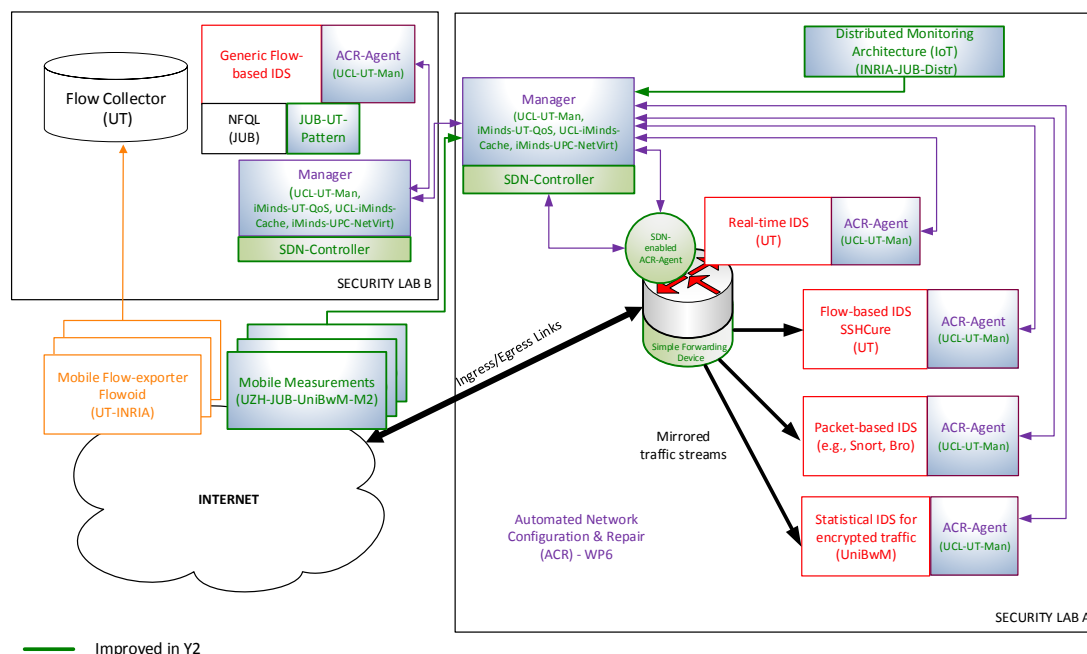 Flow Collector
(UT)
Generic Flow-
based IDS
ACR-Agent
(UCL-UT-Man)
NFQL
(JUB)
JUB-UT-
Pattern
Manager
(UCL-UT-Man,
iMinds-UT-QoS, UCL-iMinds-
Cache, iMinds-UPC-NetVirt)
SDN-Controller
SECURITY LAB B
Mobile Flow-exporter
Flowoid
(UT-INRIA)
Mobile Measurements
(UZH-JUB-UniBwM-M2)
INTERNET
Ingress/Egress Links
Distributed Monitoring
Architecture (IoT)
(INRIA-JUB-Distr)
Manager
(UCL-UT-Man,
iMinds-UT-QoS, UCL-iMinds-
Cache, iMinds-UPC-NetVirt)
SDN-Controller
SDN-
enabled
ACR-Agent
Simple Forwarding
Device
Real-time IDS
(UT)
ACR-Agent
(UCL-UT-Man)
Flow-based IDS
SSHCure
(UT)
ACR-Agent
(UCL-UT-Man)
Packet-based IDS
(e.g., Snort, Bro)
ACR-Agent
(UCL-UT-Man)
Mirrored
traffic streams
Statistical IDS for
encrypted traffic
(UniBwM)
ACR-Agent
(UCL-UT-Man)
Automated Network
Configuration & Repair
(ACR) - WP6
SECURITY LAB A
Improved in Y2